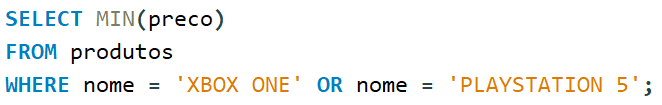 SELECT MIN(preco)
FROM produtos
WHERE nome = 'XBOX ONE' OR nome = 'PLAYSTATION 5';